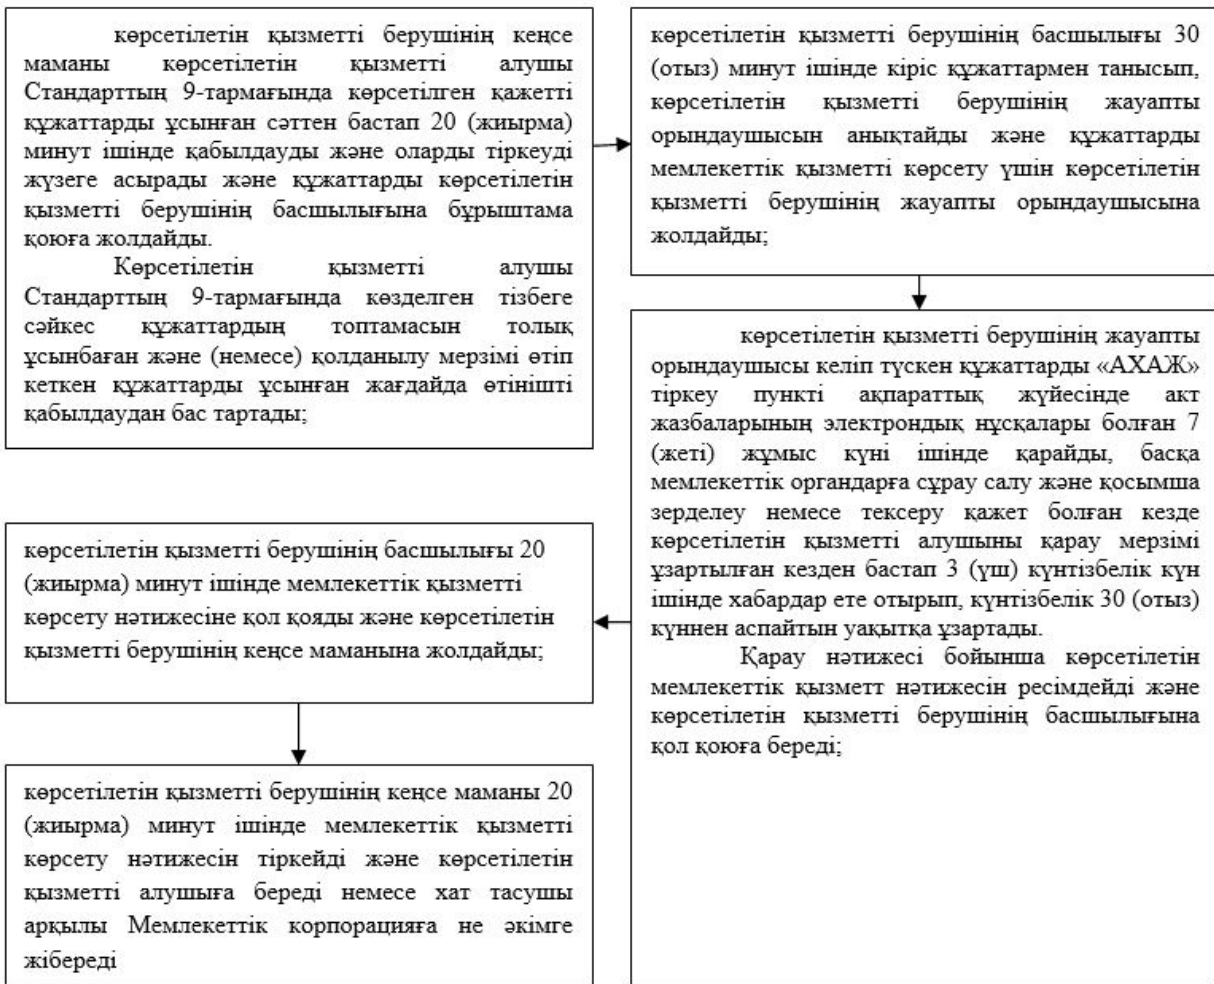 көрсетілетін қызметті берушінің кеңсе
маманы көрсетілетін қызметті алушы
Стандарттың 9-тармағында көрсетілген қажетті
құжаттарды ұсынған сәттен бастап 20 (жиырма)
минут ішінде қабылдауды және оларды тіркеуді
жүзеге асырады және құжаттарды көрсетілетін
қызметті берушінің басшылығына бұрыштама
қоюға жолдайды.
Көрсетілетін қызметті алушы
Стандарттың 9-тармағында көзделген тізбеге
сәйкес құжаттардың топтамасын толық
ұсынбаған және (немесе) қолданылу мерзімі өтіп
кеткен құжаттарды ұсынған жағдайда өтінішті
қабылдаудан бас тартады;
көрсетілетін қызметті берушінің басшылығы 30
(отыз) минут ішінде кіріс құжаттармен танысып,
көрсетілетін қызметті берушінің жауапты
орындаушысын анықтайды және құжаттарды
мемлекеттік қызметті көрсету үшін көрсетілетін
қызметті берушінің жауапты орындаушысына
жолдайды;
көрсетілетін қызметті берушінің жауапты
орындаушысы келіп түскен құжаттарды «АХАЖ»
тіркеу пункті ақпараттық жүйесінде акт
жазбаларының электрондық нұсқалары болған 7
(жеті) жұмыс күні ішінде қарайды, басқа
мемлекеттік органдарға сұрау салу және қосымша
зерделеу немесе тексеру қажет болған кезде
көрсетілетін қызметті алушыны қарау мерзімі
ұзартылған кезден бастап 3 (үш) күнтізбелік күн
ішінде хабардар ете отырып, күнтізбелік 30 (отыз)
күннен аспайтын уақытқа ұзартады.
Қарау нәтижесі бойынша көрсетілетін
мемлекеттік қызметт нәтижесін ресімдейді және
көрсетілетін қызметті берушінің басшылығына
қол қоюға береді;
көрсетілетін қызметті берушінің басшылығы 20
(жиырма) минут ішінде мемлекеттік қызметті
көрсету нәтижесіне қол қояды және көрсетілетін
қызметті берушінің кеңсе маманына жолдайды;
көрсетілетін қызметті берушінің кеңсе маманы 20
(жиырма) минут ішінде мемлекеттік қызметті
көрсету нәтижесін тіркейді және көрсетілетін
қызметті алушыға береді немесе хат тасушы
арқылы Мемлекеттік корпорацияға не әкімге
жібереді